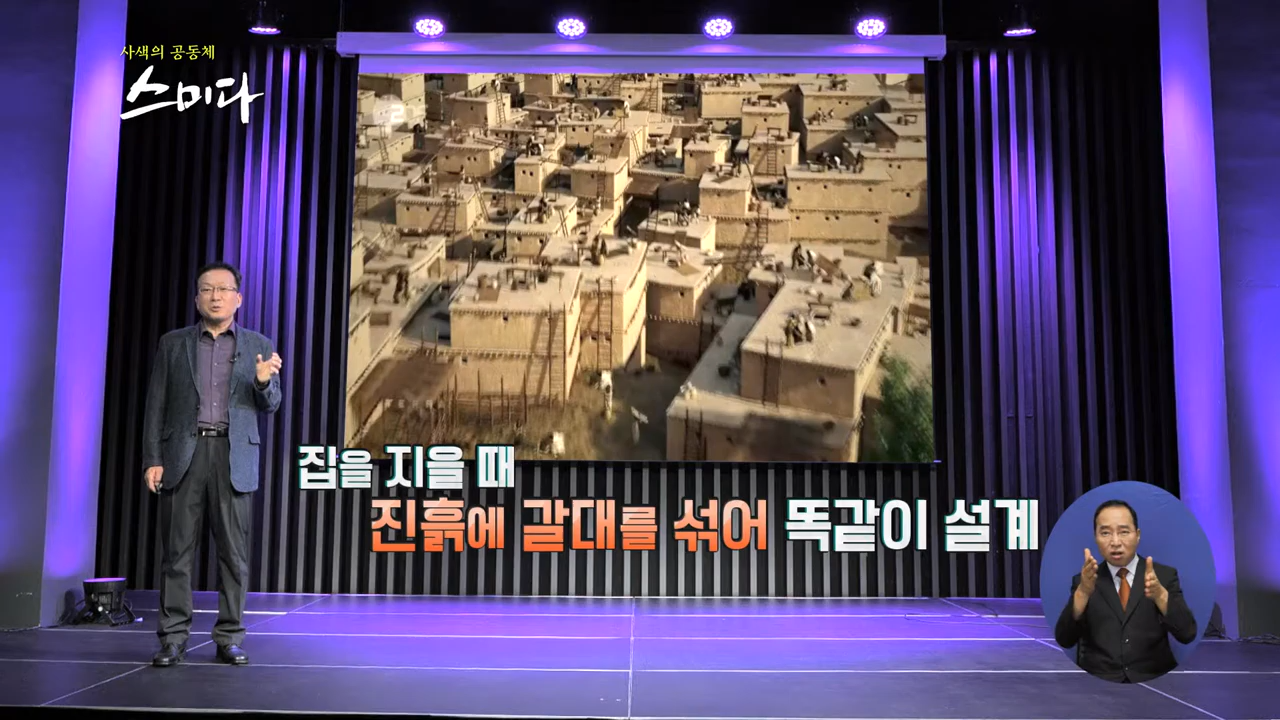 사색의 공동체
스미다
집을 지을 때
진흙에 갈대를 섞어 똑같이 설계